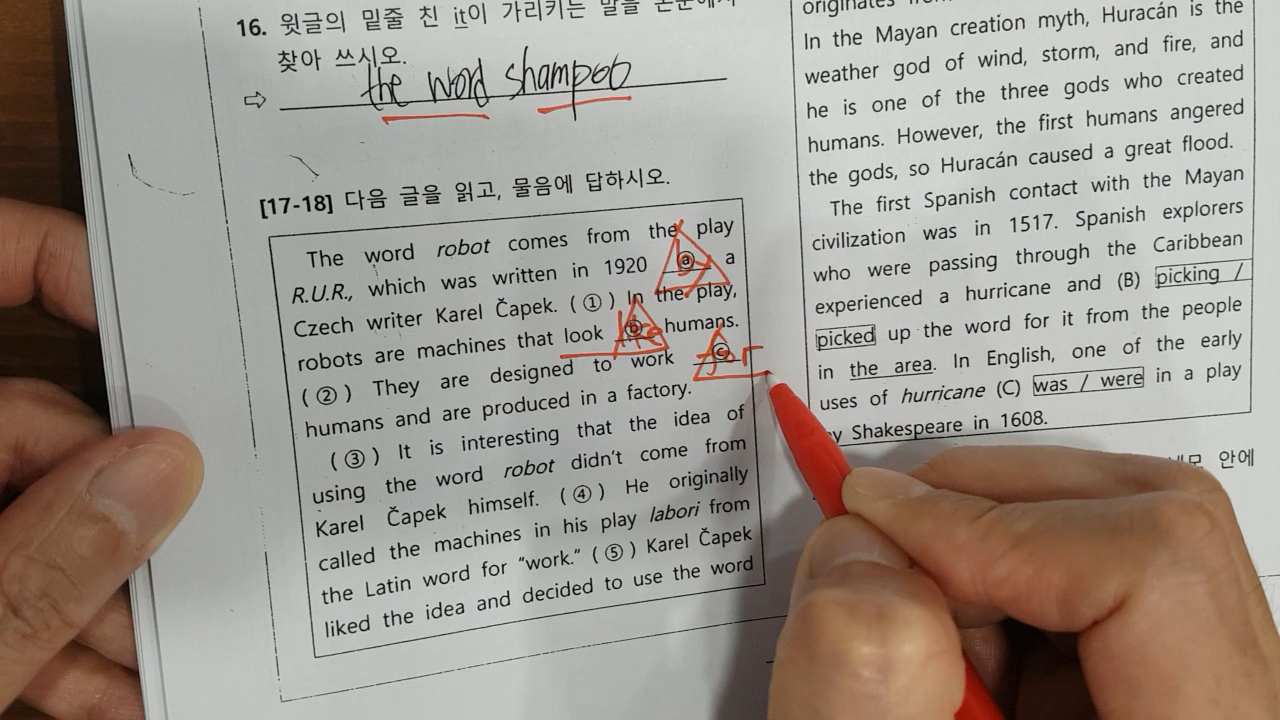 16. 윗글의 밑줄 친 it이 가리키는 말을 본문에서
찾아 쓰시오.
⇨ the word shampoo
[17-18] 다음 글을 읽고, 물음에 답하시오.
The word robot comes from the play
R.U.R., which was written in 1920 ⓐ by a
Czech writer Karel Čapek. ( ① ) In the play,
robots are machines that look ⓑ like humans.
( ② ) They are designed to work ⓒ for
humans and are produced in a factory.
( ③ ) It is interesting that the idea of
using the word robot didn't come from
Karel Čapek himself. ( ④ ) He originally
called the machines in his play labori from
the Latin word for "work." ( ⑤ ) Karel Čapek
liked the idea and decided to use the word
originates from
In the Mayan creation myth, Huracán is the
weather god of wind, storm, and fire, and
he is one of the three gods who created
humans. However, the first humans angered
the gods, so Huracán caused a great flood.
The first Spanish contact with the Mayan
civilization was in 1517. Spanish explorers
who were passing through the Caribbean
experienced a hurricane and (B) picking /
picked up the word for it from the people
in the area. In English, one of the early
uses of hurricane (C) was / were in a play
by Shakespeare in 1608.
네모 안에